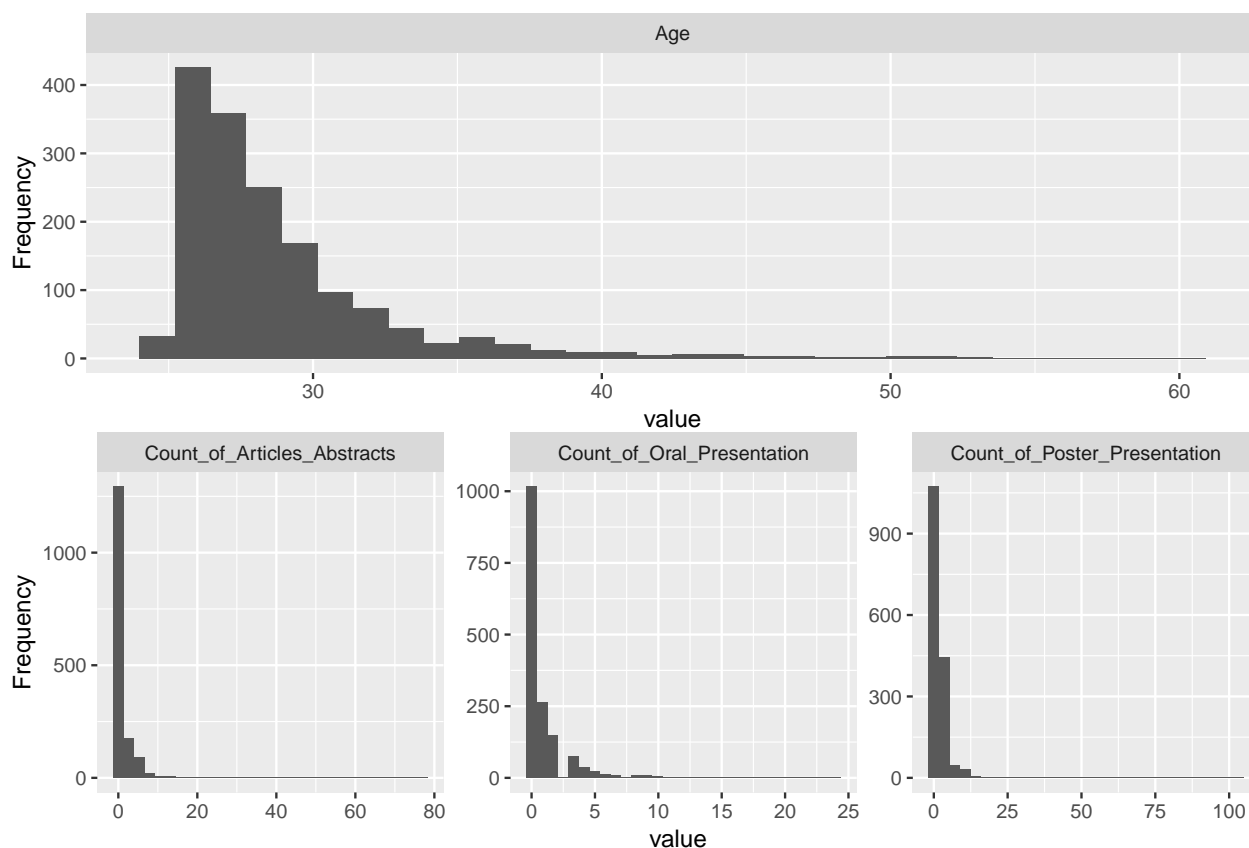 Age
Frequency
400
300
200
100
0
30 40 50 60
value
Count_of_Articles_Abstracts
Frequency
1000
500
0
0 20 40 60 80
Count_of_Oral_Presentation
1000
750
500
250
0
0 5 10 15 20 25
Count_of_Poster_Presentation
900
600
300
0
0 25 50 75 100
value